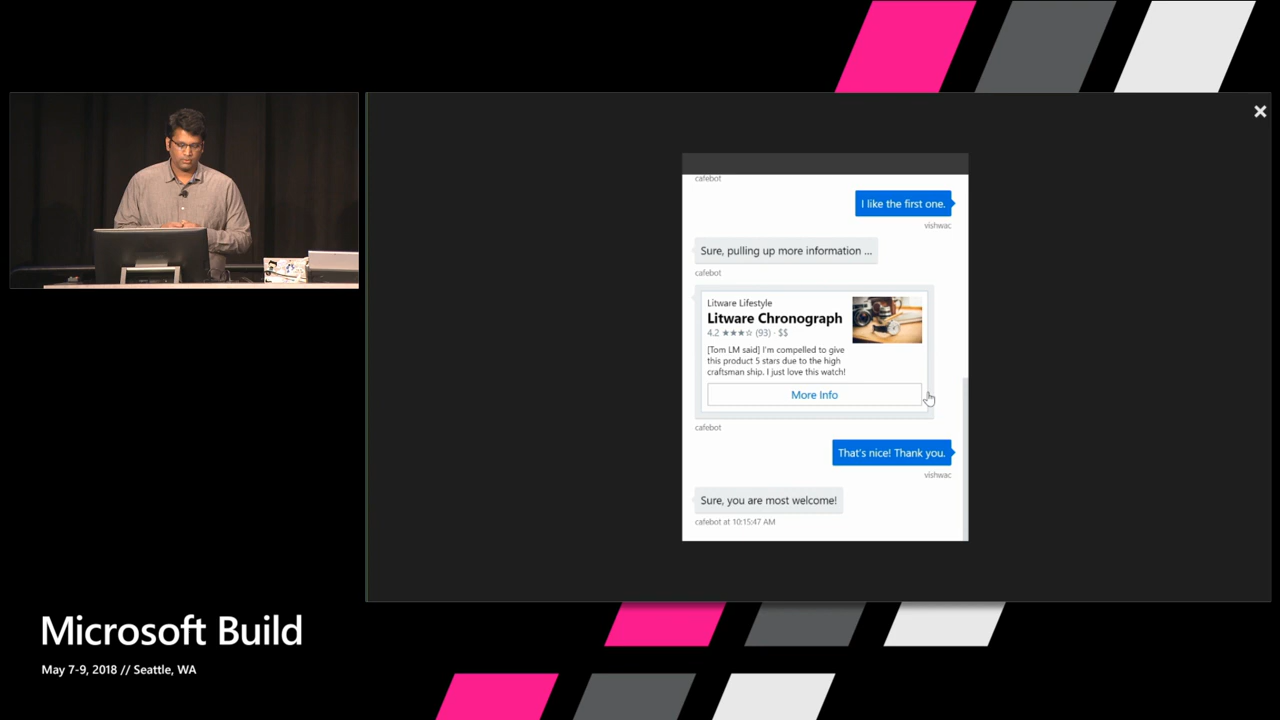 cafebot
I like the first one.
vishwac
Sure, pulling up more information ...
cafebot
Litware Lifestyle
Litware Chronograph
4.2 ★★★☆ (93) · $$
[Tom LM said] I'm compelled to give
this product 5 stars due to the high
craftsman ship. I just love this watch!
More Info
cafebot
That's nice! Thank you.
vishwac
Sure, you are most welcome!
cafebot at 10:15:47 AM
Microsoft Build
May 7-9, 2018 // Seattle, WA